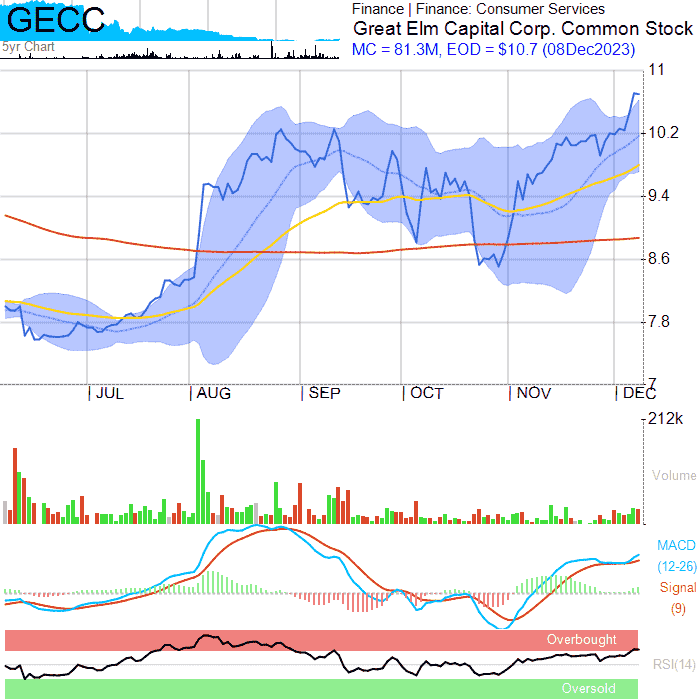 GECC
Finance | Finance: Consumer Services
Great Elm Capital Corp. Common Stock
5yr Chart
MC = 81.3M, EOD = $10.7 (08Dec2023)
11
10.2
9.4
8.6
7.8
7
JUL
AUG
SEP
OCT
NOV
DEC
212k
Volume
MACD
(12-26)
Signal
(9)
Overbought
RSI(14)
Oversold